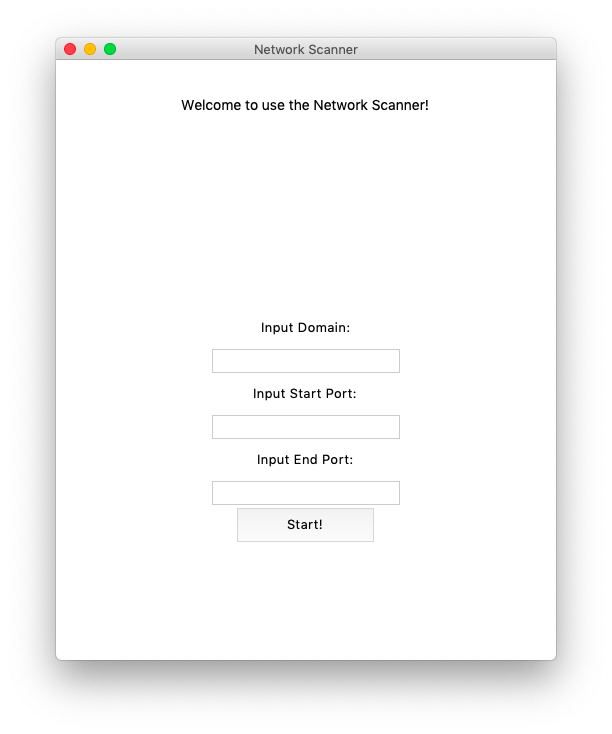 Network Scanner
Welcome to use the Network Scanner!
Input Domain:
Input Start Port:
Input End Port:
Start!